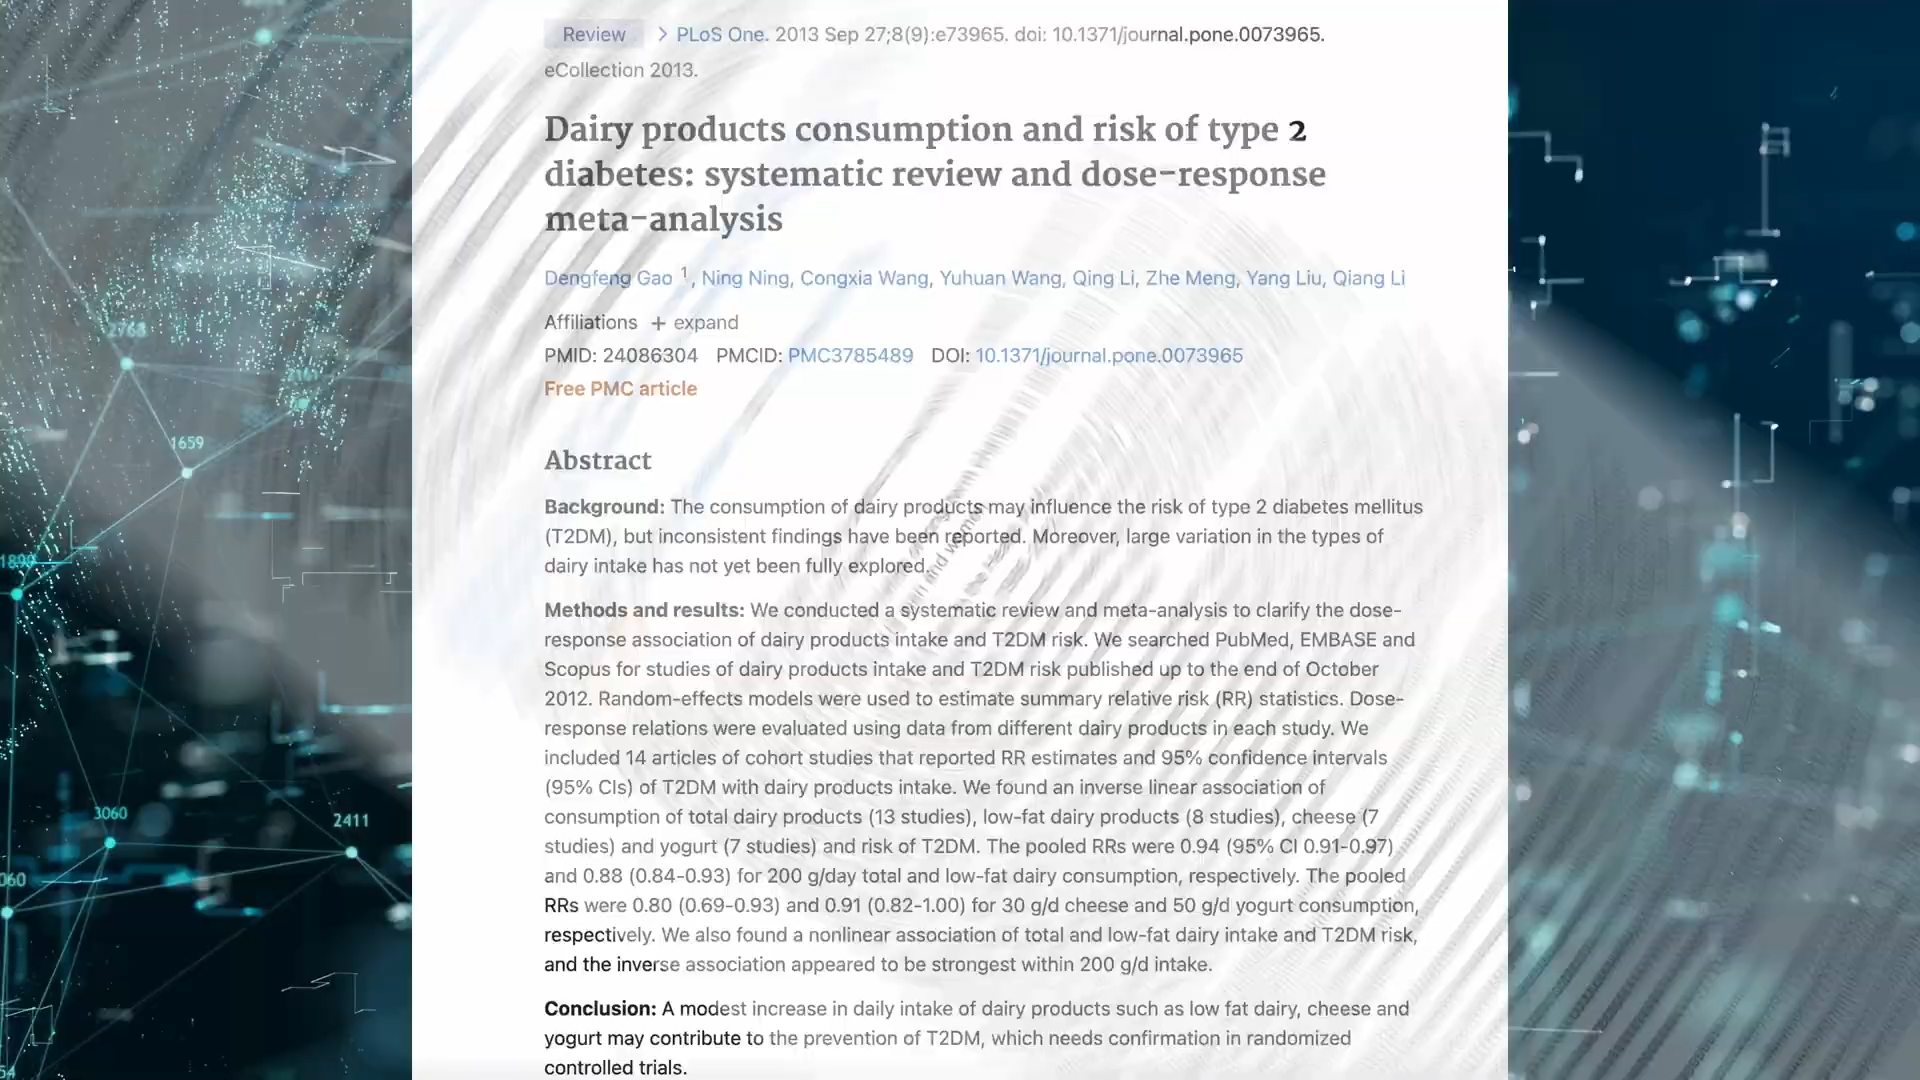 Review > PLoS One. 2013 Sep 27;8(9):e73965. doi: 10.1371/journal.pone.0073965.
eCollection 2013.
Dairy products consumption and risk of type 2
diabetes: systematic review and dose-response
meta-analysis
Dengfeng Gao 1, Ning Ning, Congxia Wang, Yuhuan Wang, Qing Li, Zhe Meng, Yang Liu, Qiang Li
Affiliations + expand
PMID: 24086304 PMCID: PMC3785489 DOI: 10.1371/journal.pone.0073965
Free PMC article
Abstract
Background: The consumption of dairy products may influence the risk of type 2 diabetes mellitus
(T2DM), but inconsistent findings have been reported. Moreover, large variation in the types of
dairy intake has not yet been fully explored.
Methods and results: We conducted a systematic review and meta-analysis to clarify the dose-
response association of dairy products intake and T2DM risk. We searched PubMed, EMBASE and
Scopus for studies of dairy products intake and T2DM risk published up to the end of October
2012. Random-effects models were used to estimate summary relative risk (RR) statistics. Dose-
response relations were evaluated using data from different dairy products in each study. We
included 14 articles of cohort studies that reported RR estimates and 95% confidence intervals
(95% CIs) of T2DM with dairy products intake. We found an inverse linear association of
consumption of total dairy products (13 studies), low-fat dairy products (8 studies), cheese (7
studies) and yogurt (7 studies) and risk of T2DM. The pooled RRs were 0.94 (95% CI 0.91-0.97)
and 0.88 (0.84-0.93) for 200 g/day total and low-fat dairy consumption, respectively. The pooled
RRs were 0.80 (0.69-0.93) and 0.91 (0.82-1.00) for 30 g/d cheese and 50 g/d yogurt consumption,
respectively. We also found a nonlinear association of total and low-fat dairy intake and T2DM risk,
and the inverse association appeared to be strongest within 200 g/d intake.
Conclusion: A modest increase in daily intake of dairy products such as low fat dairy, cheese and
yogurt may contribute to the prevention of T2DM, which needs confirmation in randomized
controlled trials.
2768
1659
1890
3060
2411
060
54